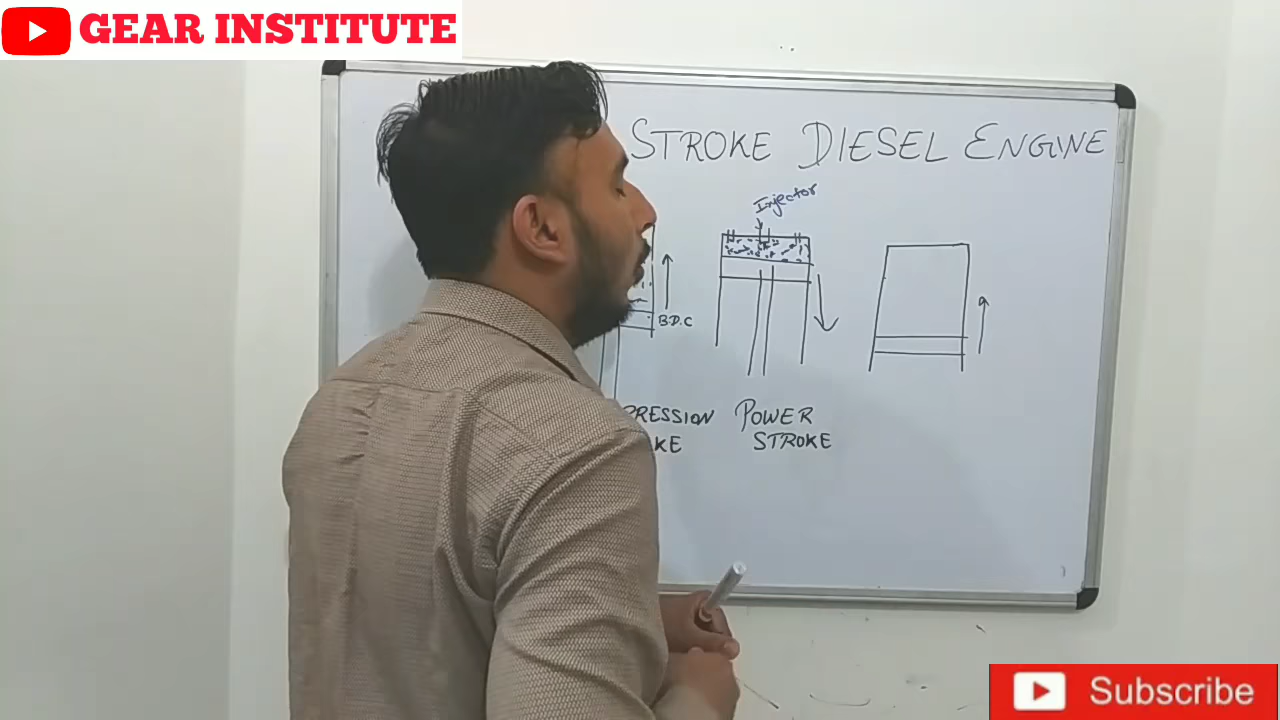 GEAR INSTITUTE
STROKE DIESEL ENGINE
Injector
B.D.C
PRESSION
KE
POWER
STROKE
Subscribe